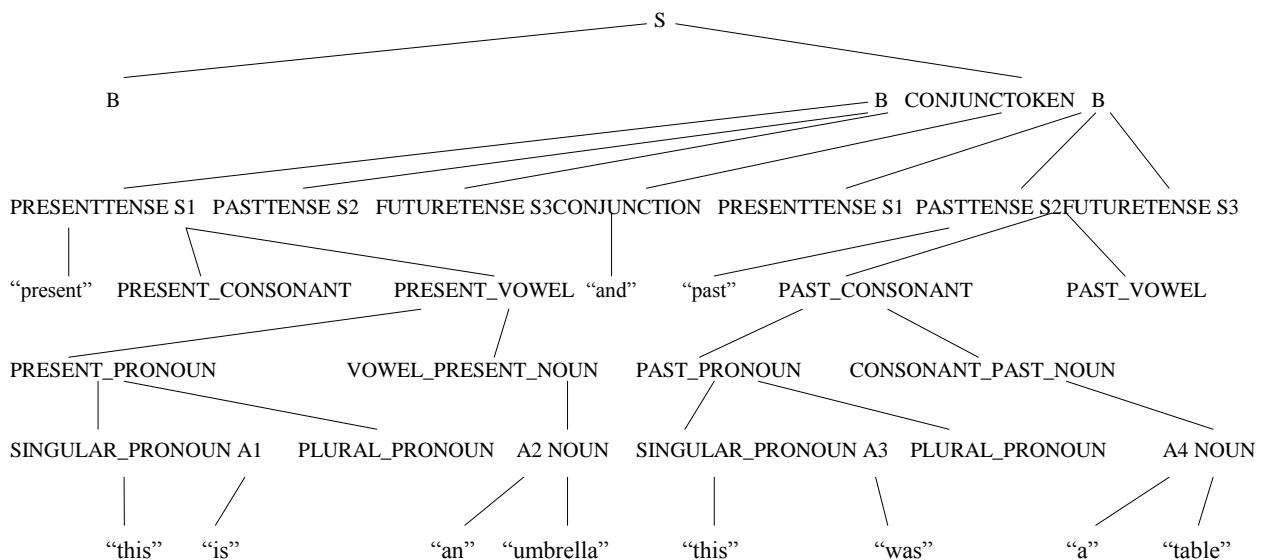 S
B B CONJUNCTOKEN B
PRESENTTENSE S1 PASTTENSE S2 FUTURETENSE S3CONJUNCTION PRESENTTENSE S1 PASTTENSE S2FUTURETENSE S3
“present” PRESENT_CONSONANT PRESENT_VOWEL “and” “past” PAST_CONSONANT PAST_VOWEL
PRESENT_PRONOUN VOWEL_PRESENT_NOUN PAST_PRONOUN CONSONANT_PAST_NOUN
SINGULAR_PRONOUN A1 PLURAL_PRONOUN A2 NOUN SINGULAR_PRONOUN A3 PLURAL_PRONOUN A4 NOUN
“this” “is” “an” “umbrella” “this” “was” “a” “table”